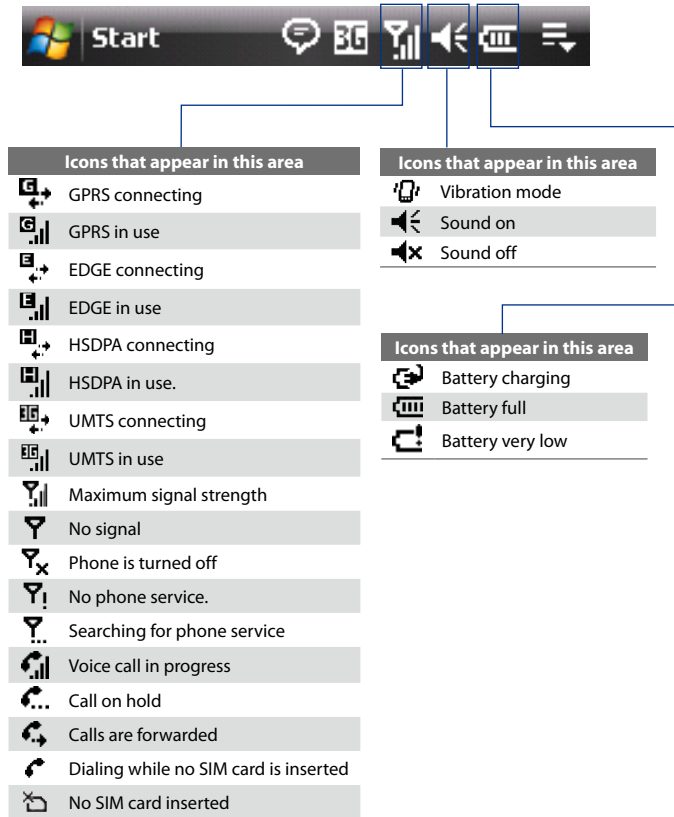 Start 3G
Icons that appear in this area
G GPRS connecting
G GPRS in use
E EDGE connecting
E EDGE in use
H HSDPA connecting
H HSDPA in use.
3G UMTS connecting
3G UMTS in use
Maximum signal strength
No signal
Phone is turned off
No phone service.
Searching for phone service
Voice call in progress
Call on hold
Calls are forwarded
Dialing while no SIM card is inserted
No SIM card inserted
Icons that appear in this area
Vibration mode
Sound on
Sound off
Icons that appear in this area
Battery charging
Battery full
Battery very low